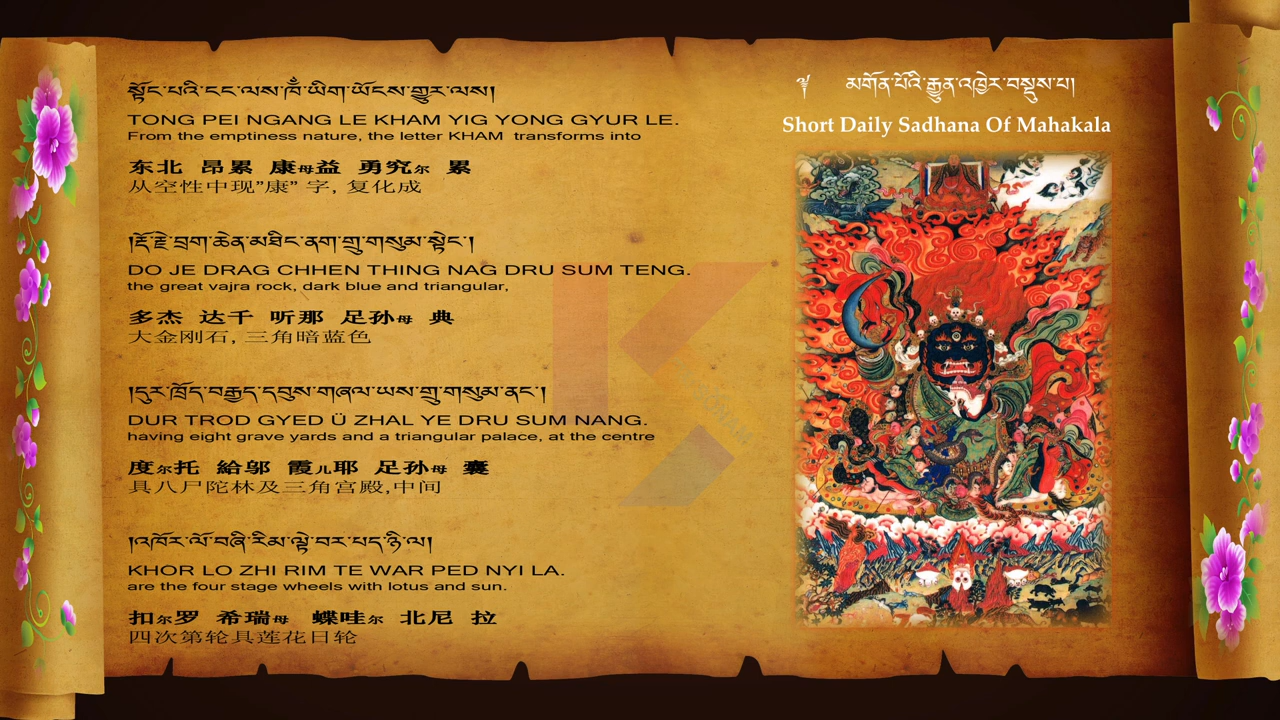 སྟོང་པའི་ངང་ལས་ཁཾ་ཡིག་ཡོངས་གྱུར་ལས།
TONG PEI NGANG LE KHAM YIG YONG GYUR LE.
From the emptiness nature, the letter KHAM transforms into
东北 昂累 康母益 勇究尔 累
从空性中现”康” 字, 复化成
།རྡོ་རྗེ་བྲག་ཆེན་མཐིང་ནག་གྲུ་གསུམ་སྟེང་།
DO JE DRAG CHHEN THING NAG DRU SUM TENG.
the great vajra rock, dark blue and triangular,
多杰 达千 听那 足孙母 典
大金刚石, 三角暗蓝色
།དུར་ཁྲོད་བརྒྱད་དབུས་གཞལ་ཡས་གྲུ་གསུམ་ནང་།
DUR TROD GYED Ü ZHAL YE DRU SUM NANG.
having eight grave yards and a triangular palace, at the centre
度尔托 給邬 霞儿耶 足孙母 囊
具八尸陀林及三角宫殿,中间
།འཁོར་ལོ་བཞི་རིམ་ལྟེ་བར་པད་ཉི་ལ།
KHOR LO ZHI RIM TE WAR PED NYI LA.
are the four stage wheels with lotus and sun.
扣尔罗 希瑞母 蝶哇尔 北尼 拉
四次第轮具莲花日轮
༄ མགོན་པོའི་རྒྱུན་འཁྱེར་བསྡུས་པ།
Short Daily Sadhana Of Mahakala